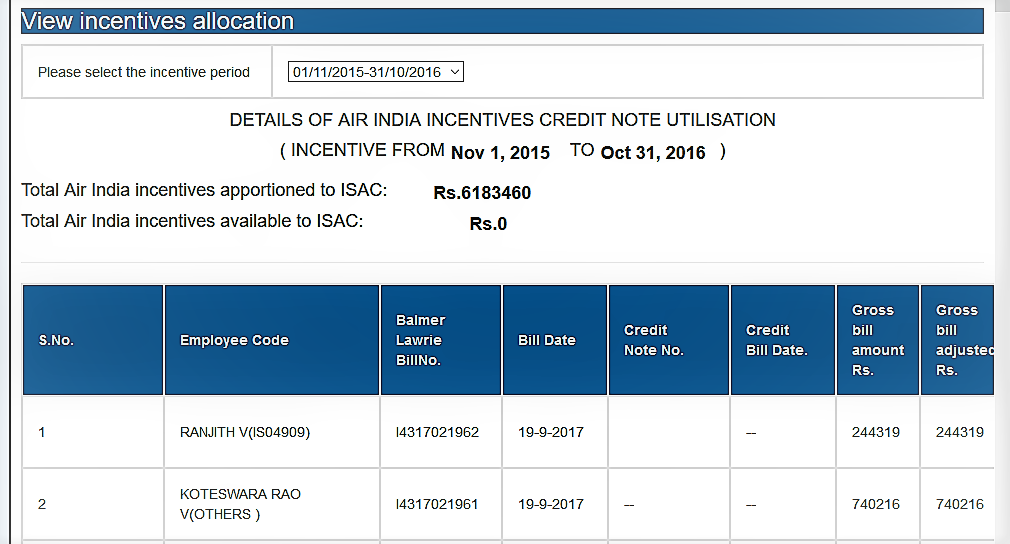 View incentives allocation
Please select the incentive period 01/11/2015-31/10/2016
DETAILS OF AIR INDIA INCENTIVES CREDIT NOTE UTILISATION
( INCENTIVE FROM Nov 1, 2015 TO Oct 31, 2016 )
Total Air India incentives apportioned to ISAC: Rs.6183460
Total Air India incentives available to ISAC: Rs.0
S.No. Employee Code Balmer Lawrie BillNo. Bill Date Credit Note No. Credit Bill Date. Gross bill amount Rs. Gross bill adjusted Rs.
1 RANJITH V(IS04909) I4317021962 19-9-2017 -- 244319 244319
2 KOTESWARA RAO V(OTHERS ) I4317021961 19-9-2017 -- -- 740216 740216